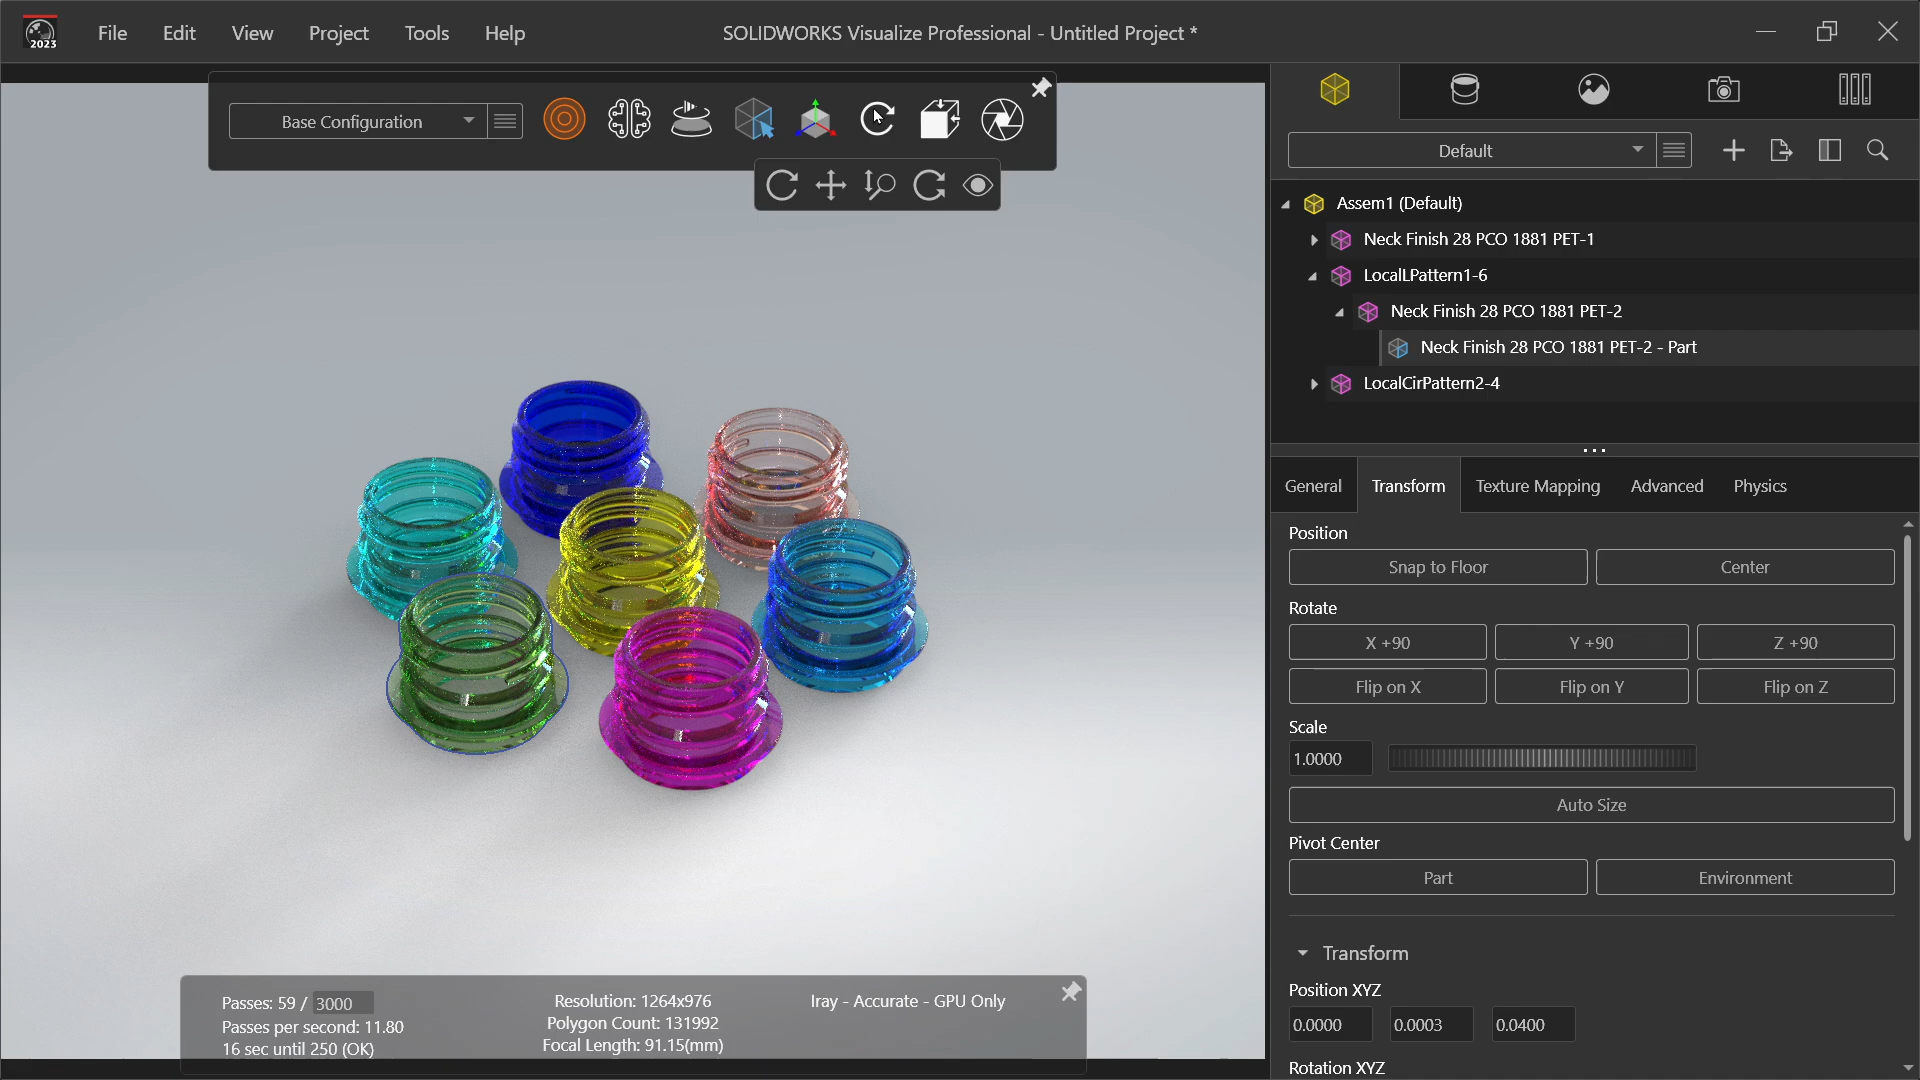 2023
File Edit View Project Tools Help
SOLIDWORKS Visualize Professional - Untitled Project *
Base Configuration
Default
Assem1 (Default)
Neck Finish 28 PCO 1881 PET-1
LocalLPattern1-6
Neck Finish 28 PCO 1881 PET-2
Neck Finish 28 PCO 1881 PET-2 - Part
LocalCirPattern2-4
General Transform Texture Mapping Advanced Physics
Position
Snap to Floor Center
Rotate
X +90 Y +90 Z +90
Flip on X Flip on Y Flip on Z
Scale
1.0000
Auto Size
Pivot Center
Part Environment
Transform
Position XYZ
0.0000 0.0003 0.0400
Rotation XYZ
Passes: 59 / 3000
Passes per second: 11.80
16 sec until 250 (OK)
Resolution: 1264x976
Polygon Count: 131992
Focal Length: 91.15(mm)
Iray - Accurate - GPU Only